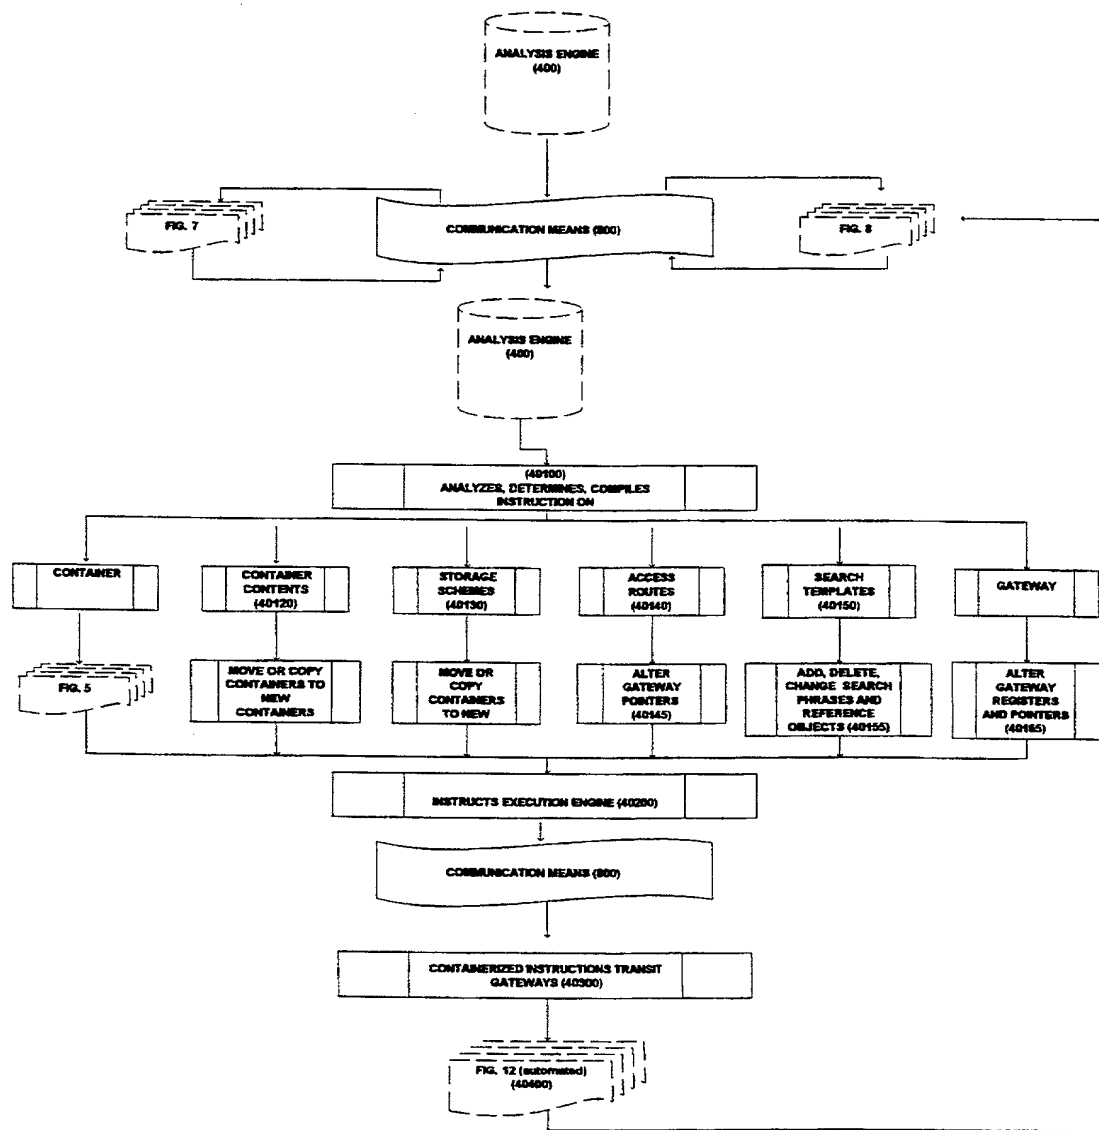 ANALYSIS ENGINE
(400)
FIG. 7
COMMUNICATION MEANS (800)
FIG. 8
ANALYSIS ENGINE
(400)
(40100)
ANALYZES, DETERMINES, COMPILES
INSTRUCTION ON
CONTAINER
CONTAINER
CONTENTS
(40120)
STORAGE
SCHEMES
(40130)
ACCESS
ROUTES
(40140)
SEARCH
TEMPLATES
(40150)
GATEWAY
FIG. 5
MOVE OR COPY
CONTAINERS TO
NEW
CONTAINERS
MOVE OR
COPY
CONTAINERS
TO NEW
ALTER
GATEWAY
POINTERS
(40145)
ADD, DELETE,
CHANGE SEARCH
PHRASES AND
REFERENCE
OBJECTS (40155)
ALTER
GATEWAY
REGISTERS
AND POINTERS
(40165)
INSTRUCTS EXECUTION ENGINE (40200)
COMMUNICATION MEANS (800)
CONTAINERIZED INSTRUCTIONS TRANSIT
GATEWAYS (40300)
FIG. 12 (automated)
(40400)